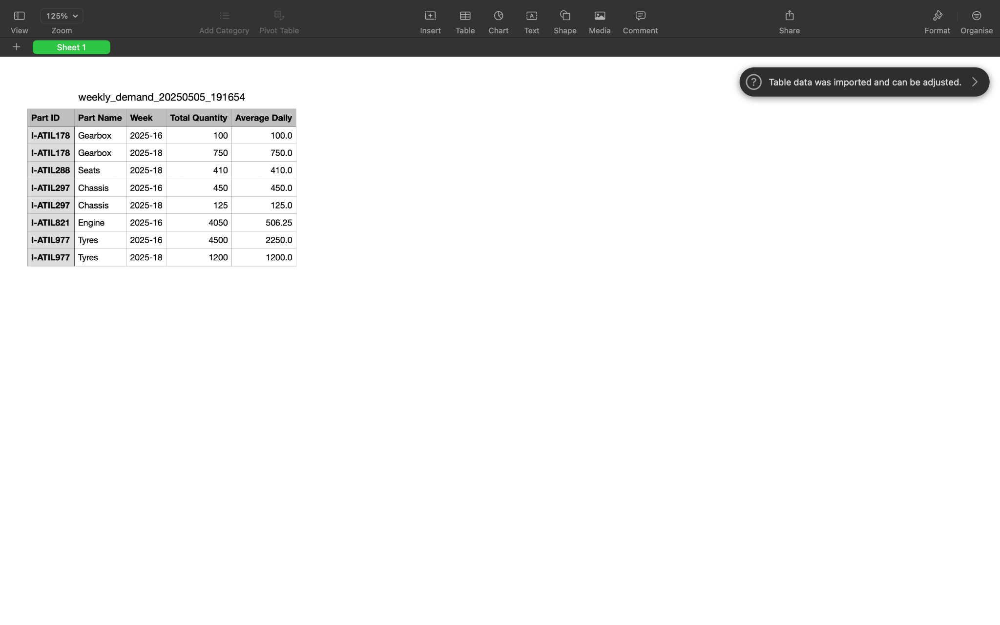 125%
View Zoom Add Category Pivot Table Insert Table Chart Text Shape Media Comment Share Format Organise
Sheet 1
Table data was imported and can be adjusted.
weekly_demand_20250505_191654
Part ID Part Name Week Total Quantity Average Daily
I-ATIL178 Gearbox 2025-16 100 100.0
I-ATIL178 Gearbox 2025-18 750 750.0
I-ATIL288 Seats 2025-18 410 410.0
I-ATIL297 Chassis 2025-16 450 450.0
I-ATIL297 Chassis 2025-18 125 125.0
I-ATIL821 Engine 2025-16 4050 506.25
I-ATIL977 Tyres 2025-16 4500 2250.0
I-ATIL977 Tyres 2025-18 1200 1200.0